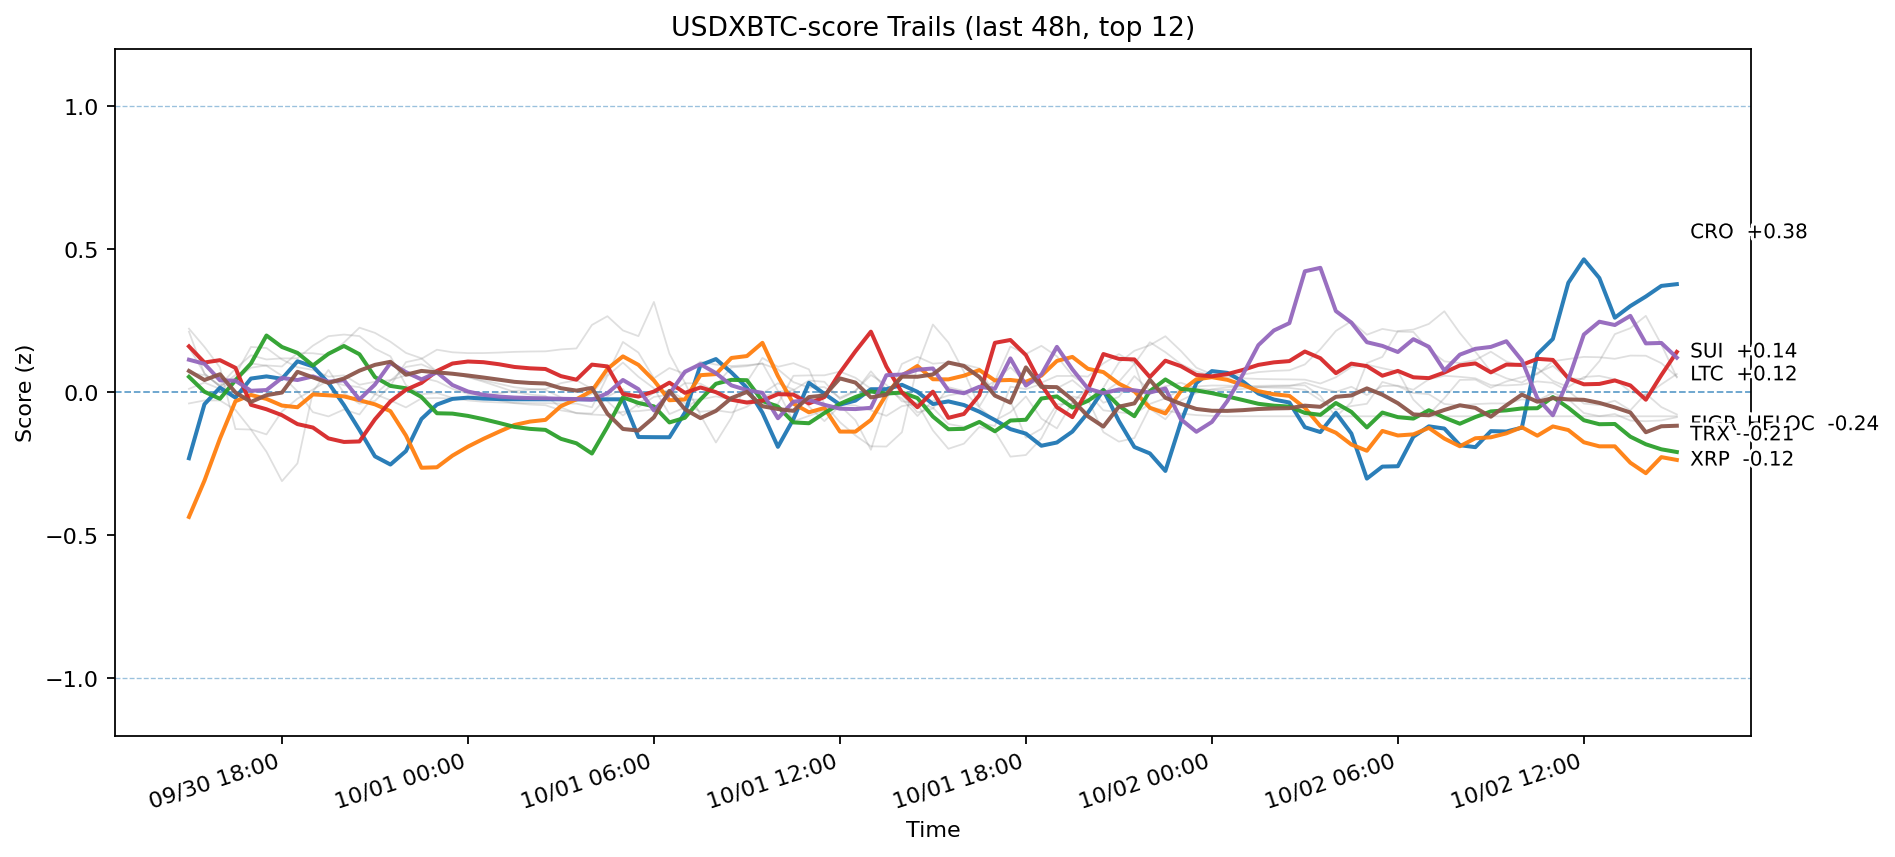 USDXBTC-score Trails (last 48h, top 12)
Score (z)
1.0
0.5
0.0
−0.5
−1.0
CRO +0.38
SUI +0.14
LTC +0.12
FIGR_HELOC -0.24
TRX -0.21
XRP -0.12
09/30 18:00
10/01 00:00
10/01 06:00
10/01 12:00
10/01 18:00
10/02 00:00
10/02 06:00
10/02 12:00
Time